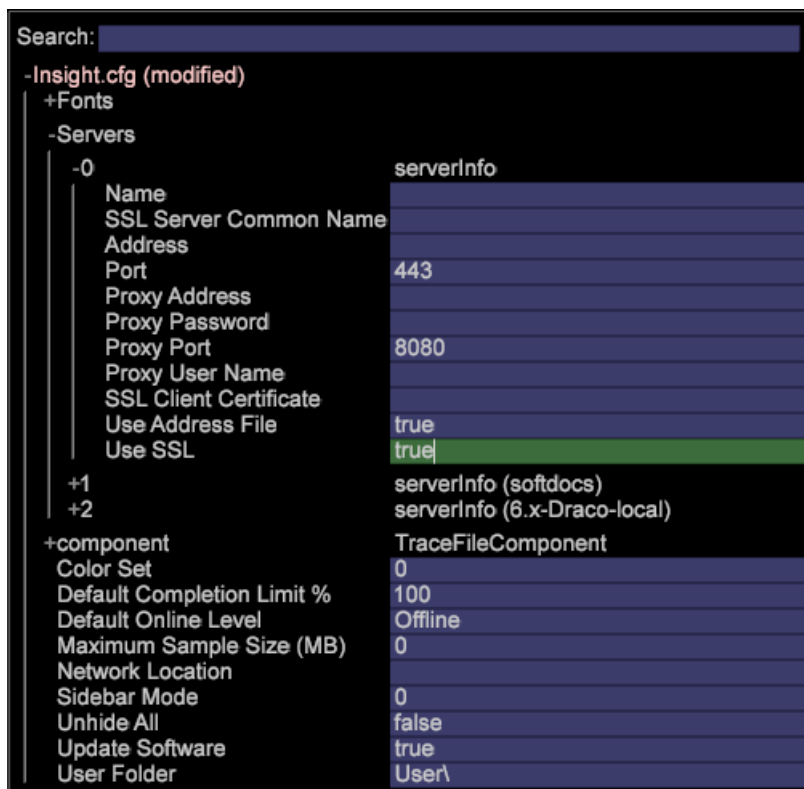 Search:
-Insight.cfg (modified)
+Fonts
-Servers
-0 serverInfo
Name
SSL Server Common Name
Address
Port 443
Proxy Address
Proxy Password
Proxy Port 8080
Proxy User Name
SSL Client Certificate
Use Address File true
Use SSL true
+1 serverInfo (softdocs)
+2 serverInfo (6.x-Draco-local)
+component TraceFileComponent
Color Set 0
Default Completion Limit % 100
Default Online Level Offline
Maximum Sample Size (MB) 0
Network Location
Sidebar Mode 0
Unhide All false
Update Software true
User Folder User\